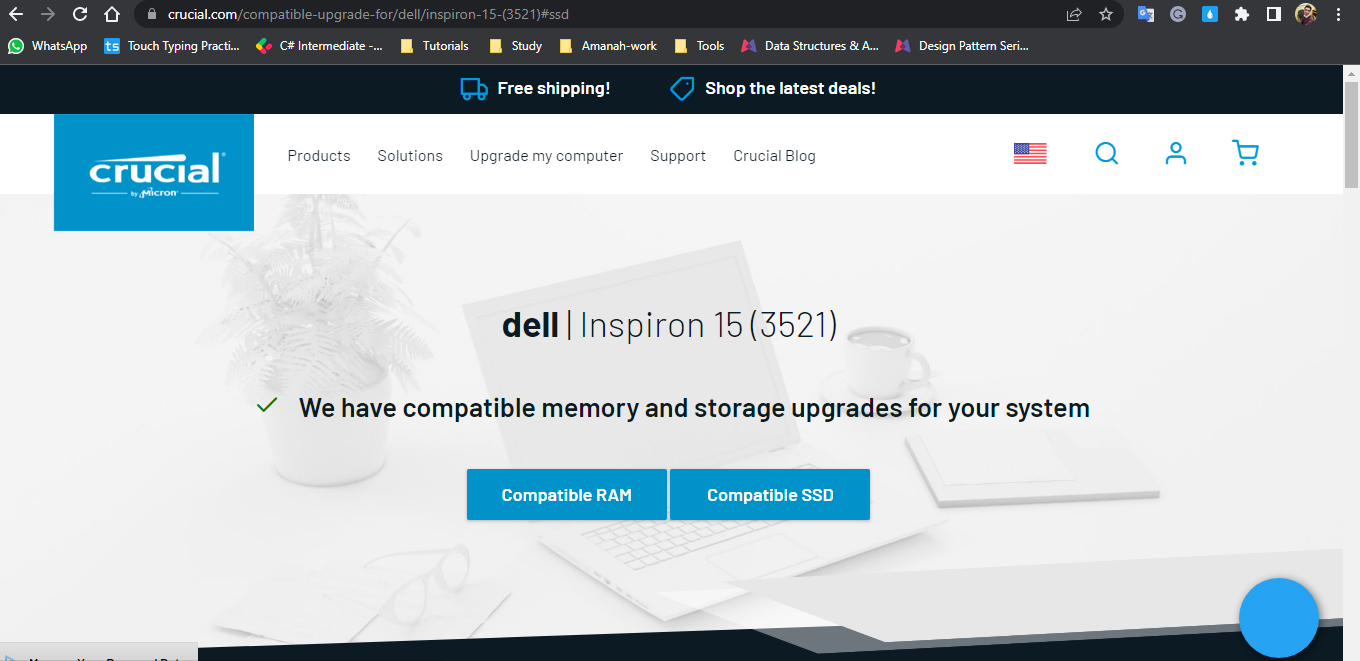 crucial.com/compatible-upgrade-for/dell/inspiron-15-(3521)#ssd
WhatsApp
ts Touch Typing Practi...
C# Intermediate -...
Tutorials
Study
Amanah-work
Tools
Data Structures & A...
Design Pattern Seri...
Free shipping!
Shop the latest deals!
crucial®
by Micron®
Products
Solutions
Upgrade my computer
Support
Crucial Blog
dell | Inspiron 15 (3521)
We have compatible memory and storage upgrades for your system
Compatible RAM
Compatible SSD